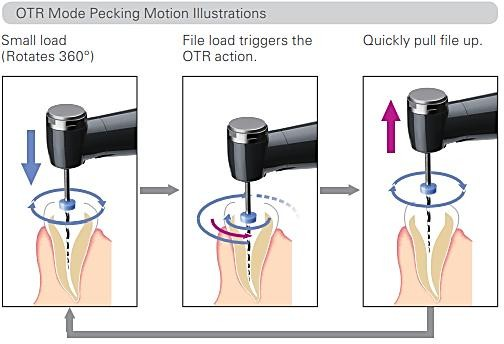 OTR Mode Pecking Motion Illustrations
Small load
(Rotates 360°)
File load triggers the
OTR action.
Quickly pull file up.